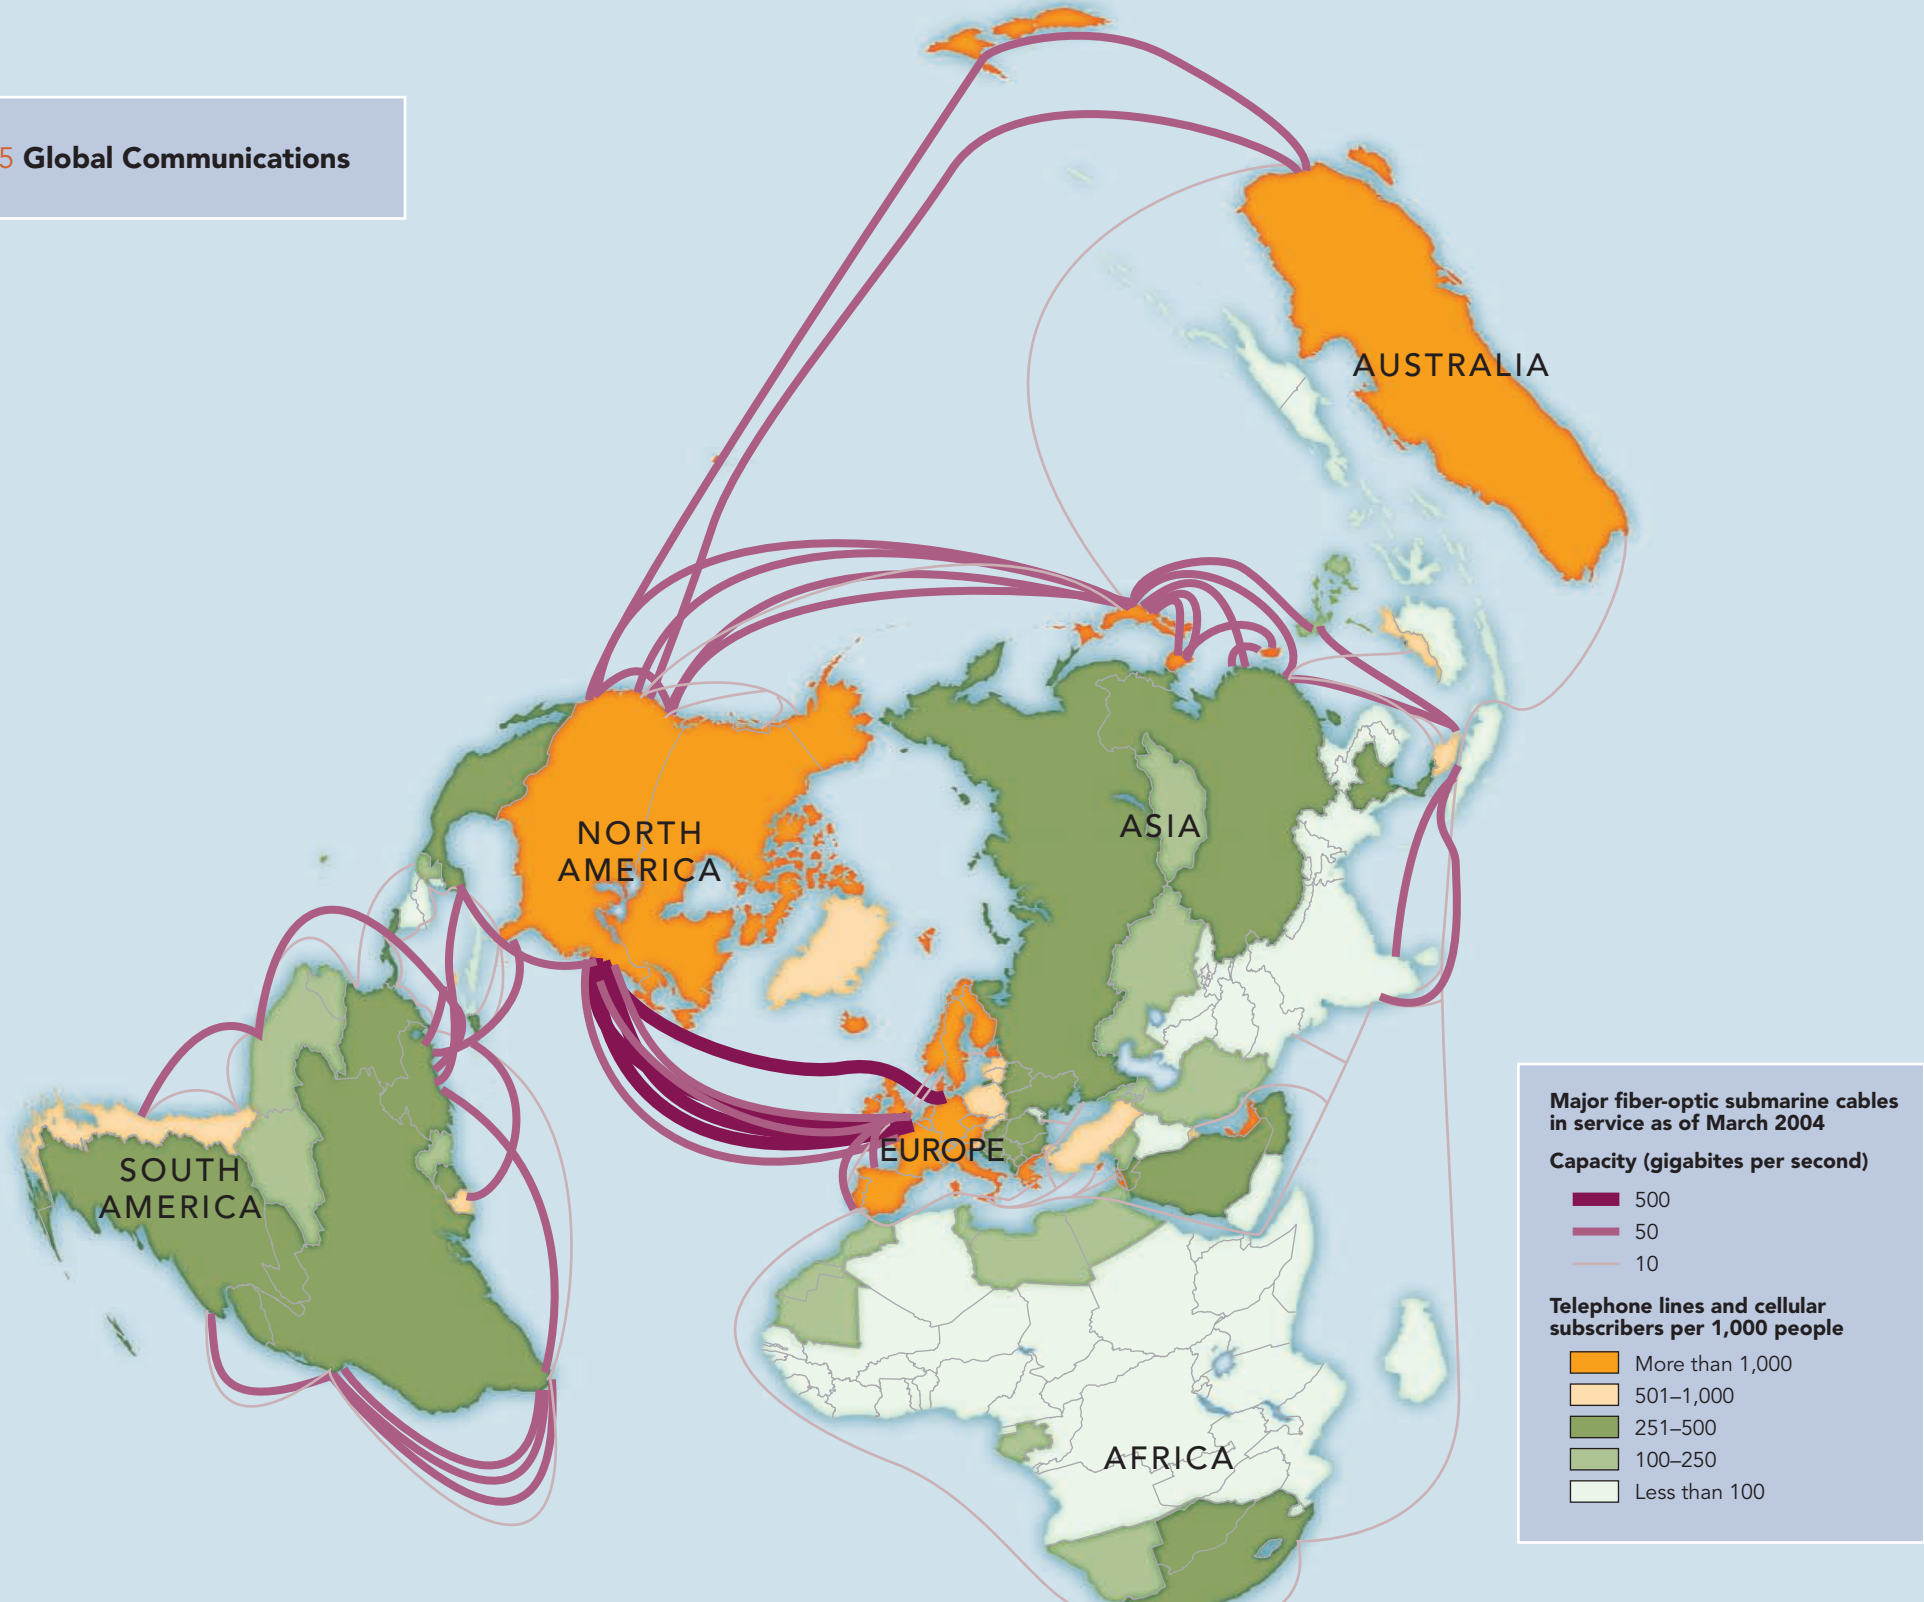 5 Global Communications
AUSTRALIA
NORTH
AMERICA
ASIA
EUROPE
SOUTH
AMERICA
AFRICA
Major fiber-optic submarine cables
in service as of March 2004
Capacity (gigabites per second)
500
50
10
Telephone lines and cellular
subscribers per 1,000 people
More than 1,000
501–1,000
251–500
100–250
Less than 100